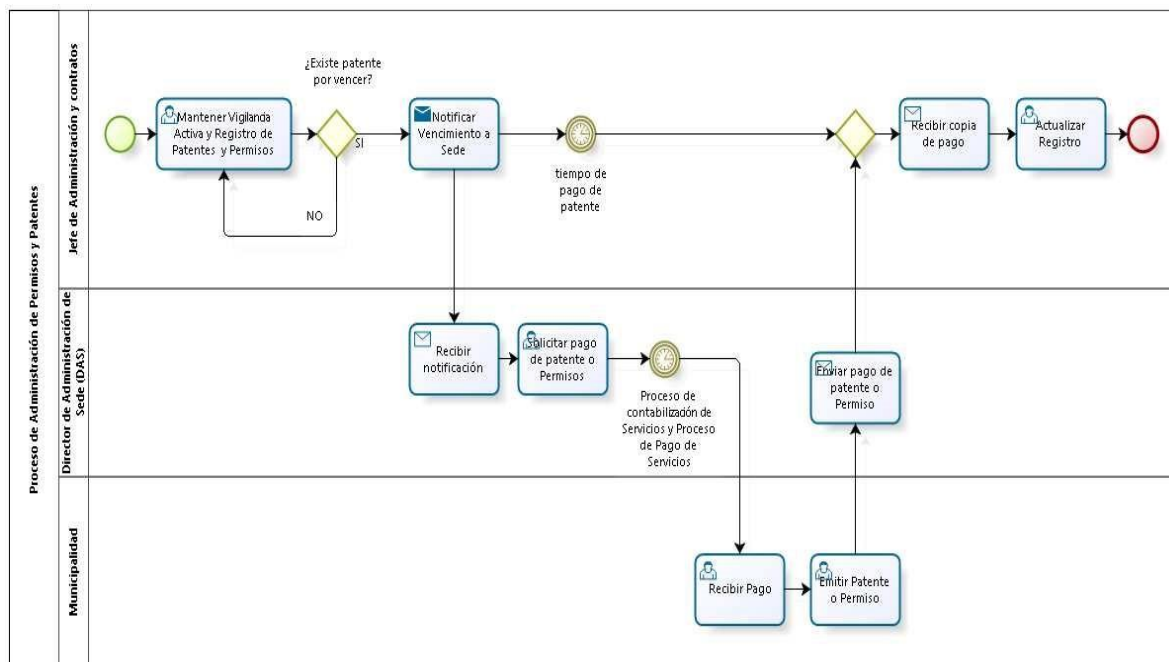 Proceso de Administración de Permisos y Patentes
Jefe de Administración y contratos
¿Existe patente
por vencer?
Mantener Vigilanda
Activa y Registro de
Patentes y Permisos
SI
NO
Notificar
Vencimiento a
Sede
tiempo de
pago de
patente
Recibir copia
de pago
Actualizar
Registro
Director de Administración de
Sede (DAS)
Recibir
notificación
Solicitar pago
de patente o
Permisos
Proceso de
contabilización de
Servicios y Proceso
de Pago de
Servicios
Enviar pago de
patente o
Permiso
Municipalidad
Recibir Pago
Emitir Patente
o Permiso